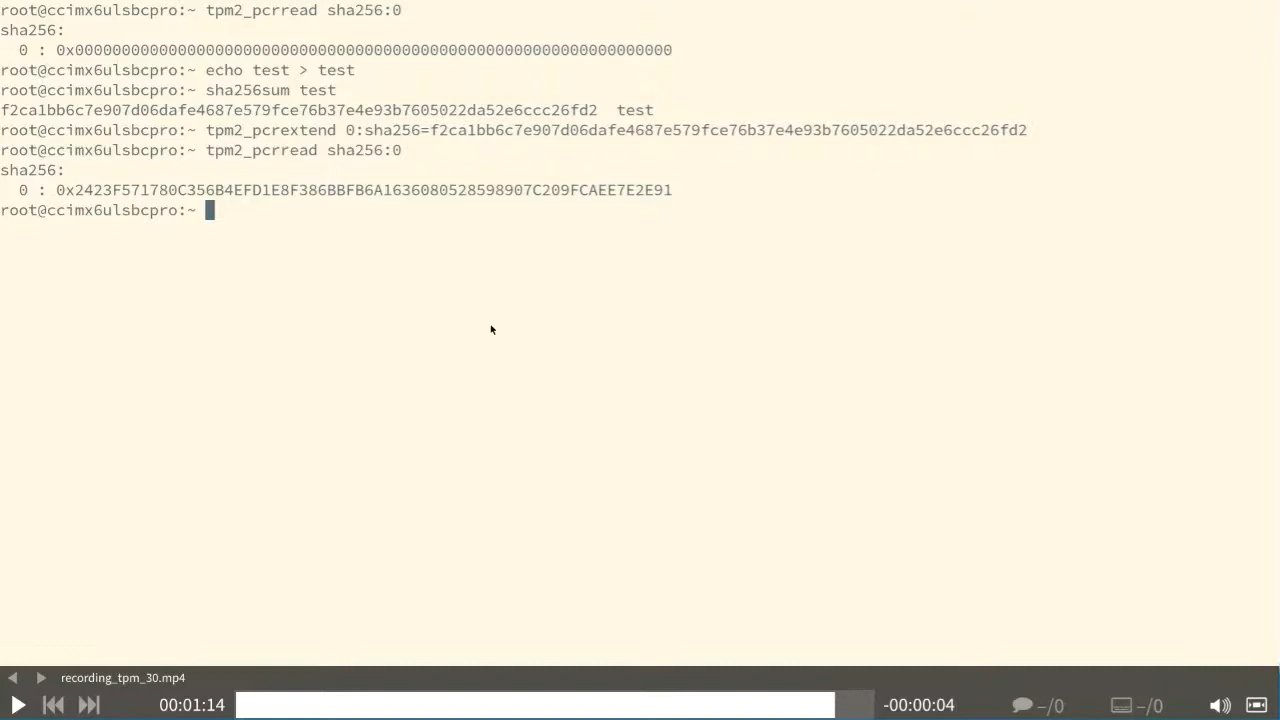 root@ccimx6ulsbcpro:~ tpm2_pcrread sha256:0
sha256:
  0 : 0x0000000000000000000000000000000000000000000000000000000000000000
root@ccimx6ulsbcpro:~ echo test > test
root@ccimx6ulsbcpro:~ sha256sum test
f2ca1bb6c7e907d06dafe4687e579fce76b37e4e93b7605022da52e6ccc26fd2  test
root@ccimx6ulsbcpro:~ tpm2_pcrextend 0:sha256=f2ca1bb6c7e907d06dafe4687e579fce76b37e4e93b7605022da52e6ccc26fd2
root@ccimx6ulsbcpro:~ tpm2_pcrread sha256:0
sha256:
  0 : 0x2423F571780C356B4EFD1E8F386BBFB6A1636080528598907C209FCAEE7E2E91
root@ccimx6ulsbcpro:~
recording_tpm_30.mp4
00:01:14 -00:00:04 –/0 –/0